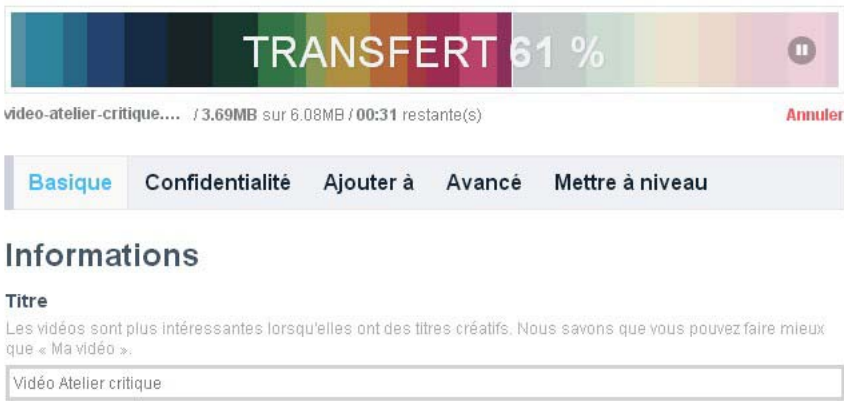 TRANSFERT 61 %
video-atelier-critique.... / 3.69MB sur 6.08MB / 00:31 restante(s) Annuler
Basique Confidentialité Ajouter à Avancé Mettre à niveau
Informations
Titre
Les vidéos sont plus intéressantes lorsqu'elles ont des titres créatifs. Nous savons que vous pouvez faire mieux
que « Ma vidéo ».
Vidéo Atelier critique